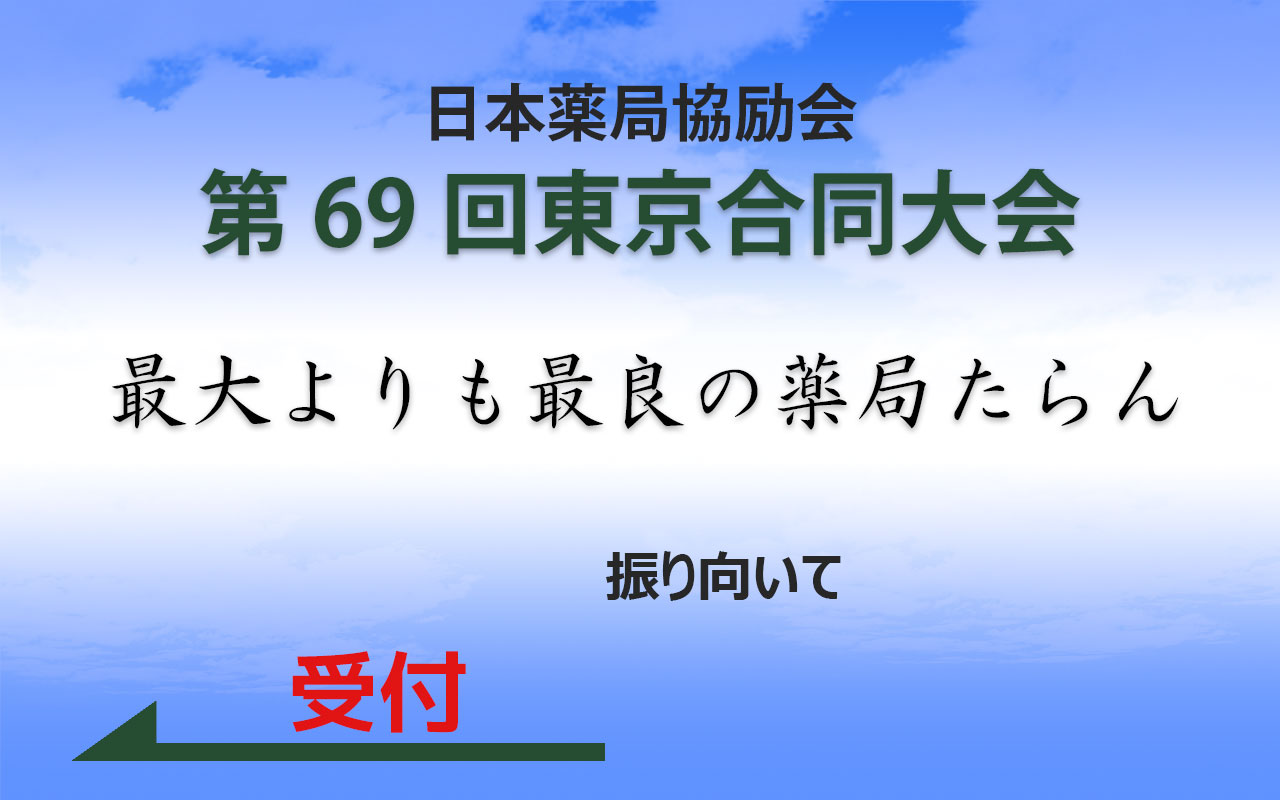 日本薬局協励会
第 69 回東京合同大会
最大よりも最良の薬局たらん
振り向いて
受付